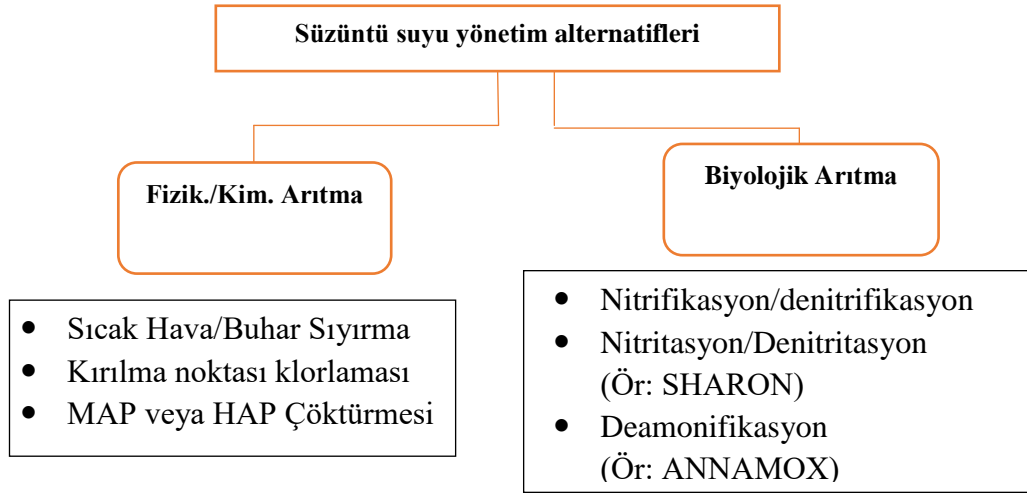 Süzüntü suyu yönetim alternatifleri
Fizik./Kim. Arıtma
Biyolojik Arıtma
• Sıcak Hava/Buhar Sıyırma
• Kırılma noktası klorlaması
• MAP veya HAP Çöktürmesi
• Nitrifikasyon/denitrifikasyon
• Nitritasyon/Denitritasyon
(Ör: SHARON)
• Deamonifikasyon
(Ör: ANNAMOX)